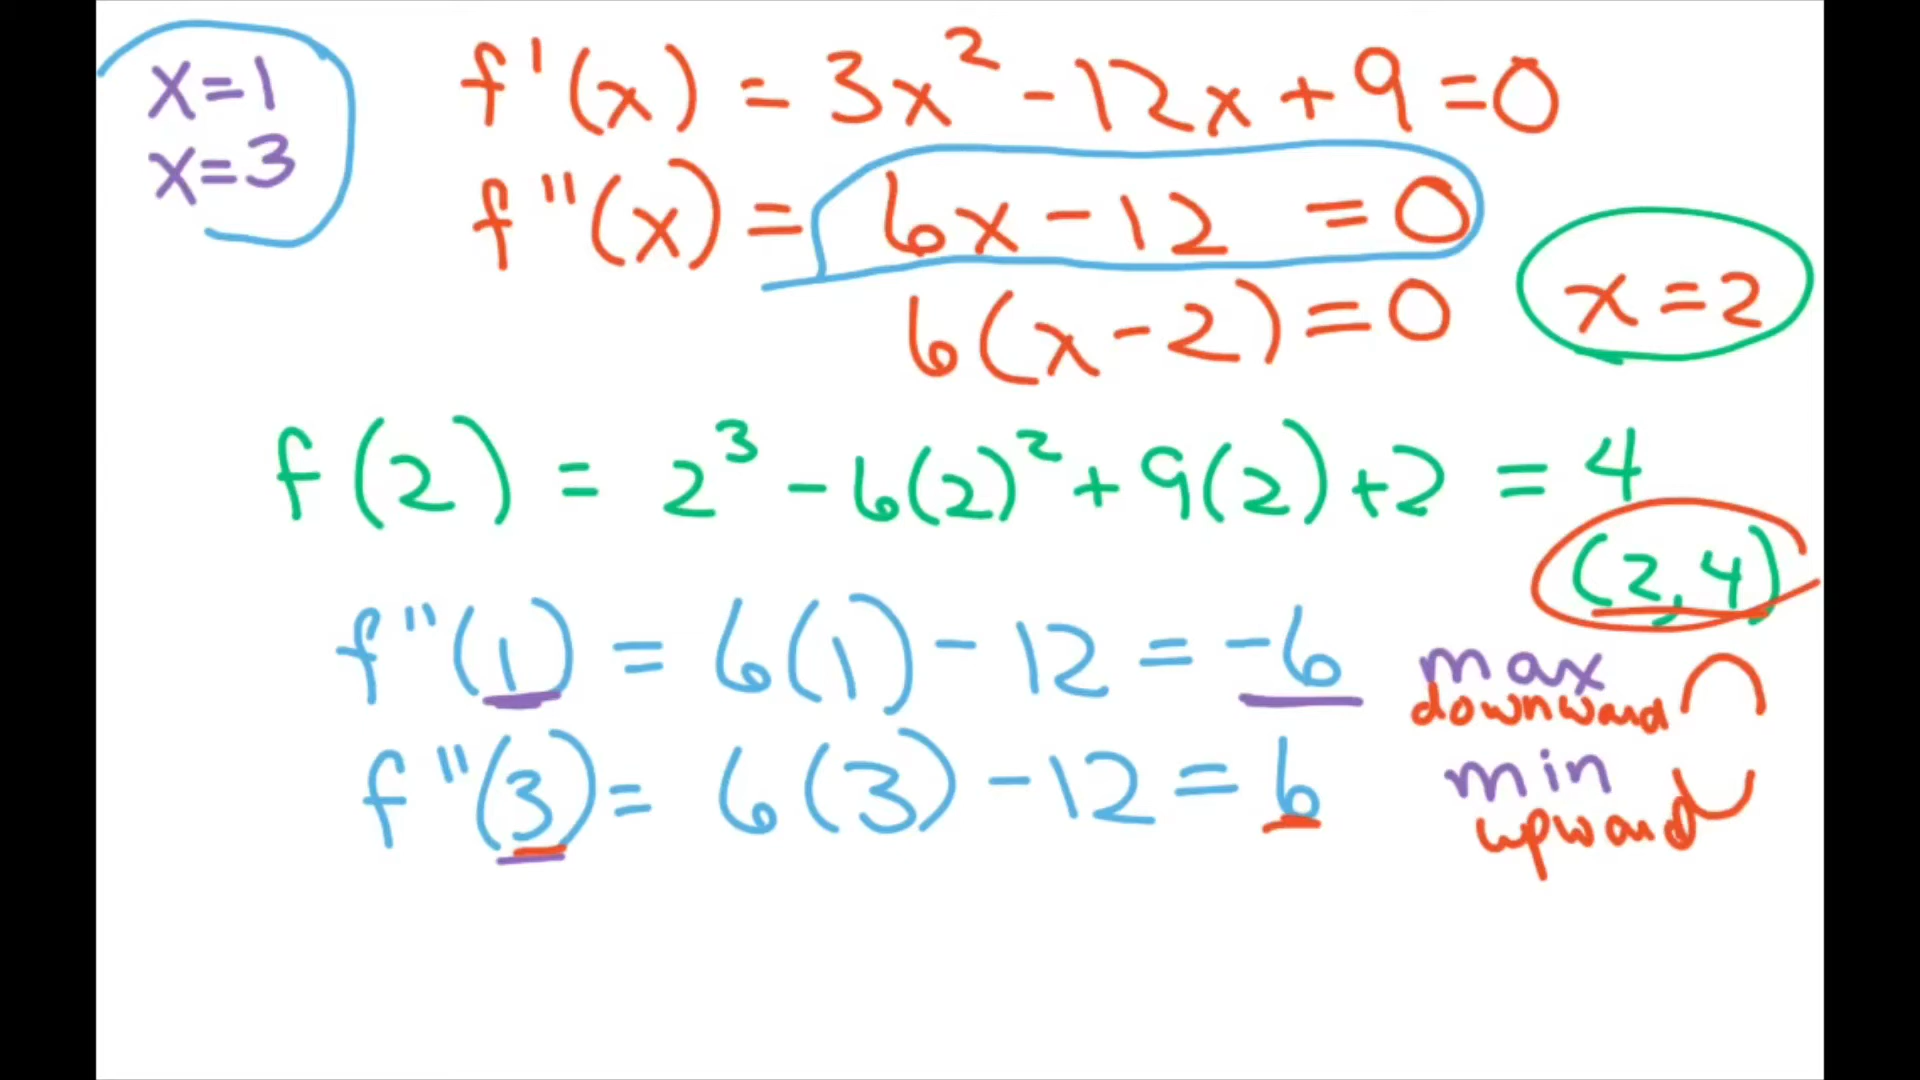 x=1
x=3
f'(x) = 3x² - 12x + 9 = 0
f''(x) = 6x - 12 = 0
6(x - 2) = 0
x = 2
f(2) = 2³ - 6(2)² + 9(2) + 2 = 4
(2, 4)
f''(1) = 6(1) - 12 = -6
max
downward
f''(3) = 6(3) - 12 = 6
min
upward